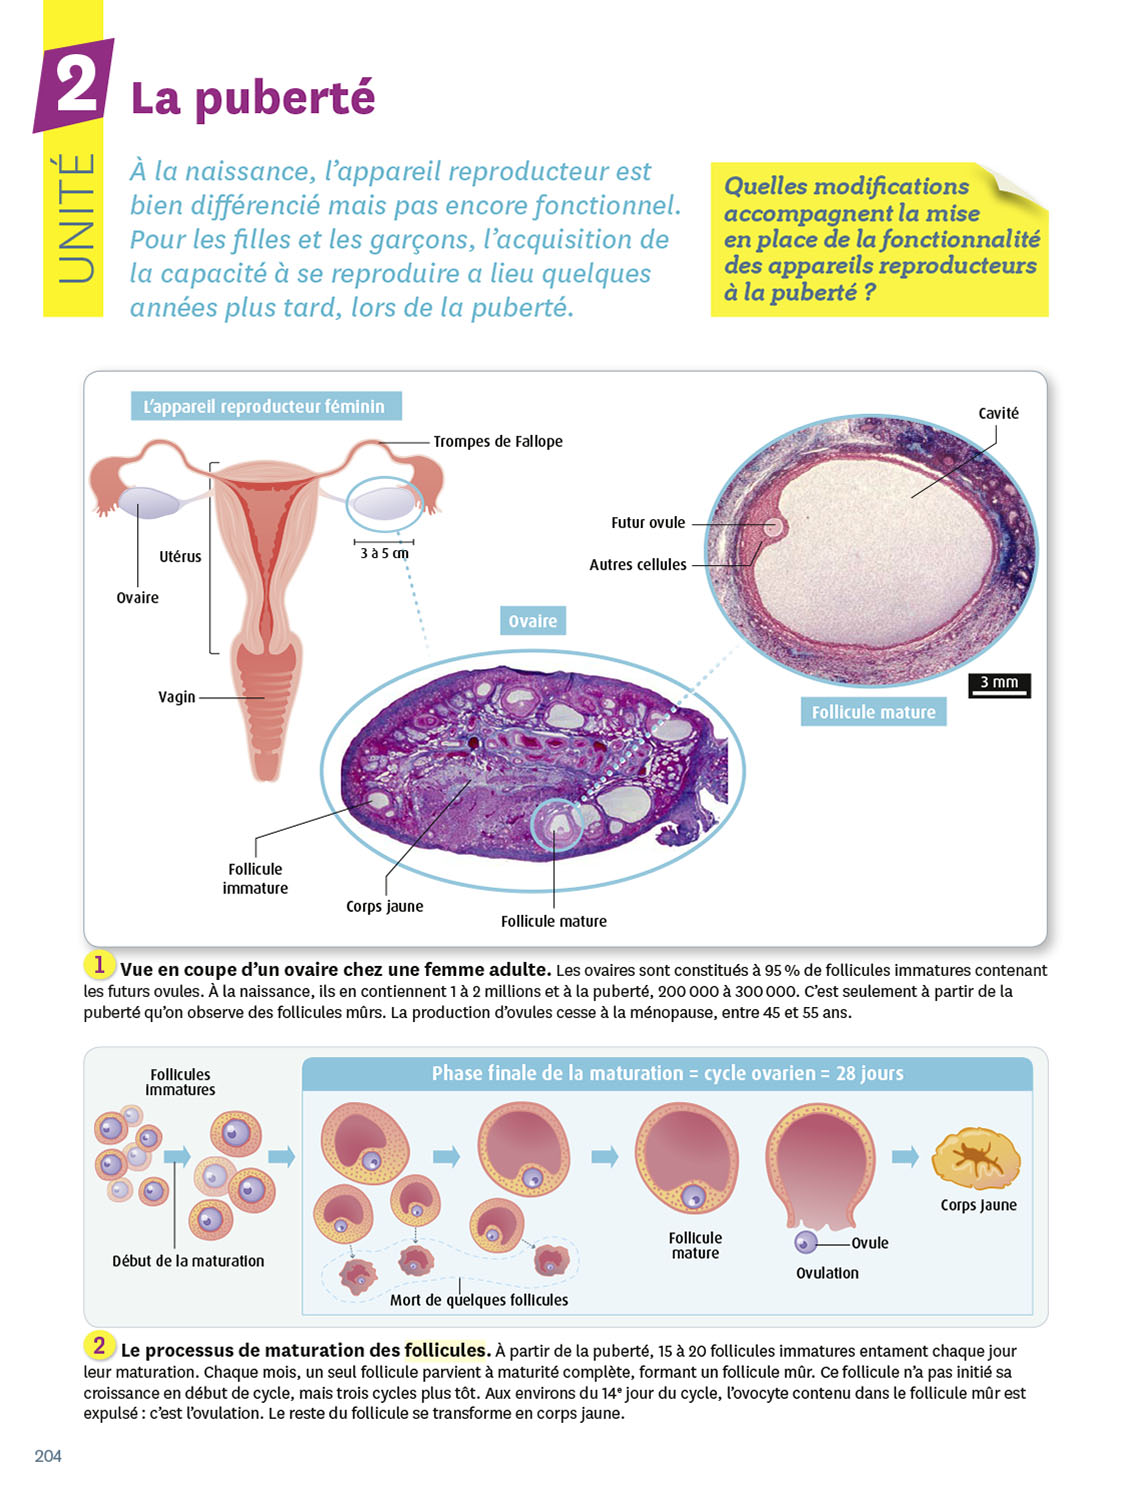 2
UNITÉ
La puberté
À la naissance, l’appareil reproducteur est
bien différencié mais pas encore fonctionnel.
Pour les filles et les garçons, l’acquisition de
la capacité à se reproduire a lieu quelques
années plus tard, lors de la puberté.
Quelles modifications
accompagnent la mise
en place de la fonctionnalité
des appareils reproducteurs
à la puberté ?
L’appareil reproducteur féminin
Trompes de Fallope
Utérus
3 à 5 cm
Ovaire
Vagin
Cavité
Futur ovule
Autres cellules
3 mm
Follicule mature
Ovaire
Follicule
immature
Corps jaune
Follicule mature
1 Vue en coupe d’un ovaire chez une femme adulte. Les ovaires sont constitués à 95 % de follicules immatures contenant
les futurs ovules. À la naissance, ils en contiennent 1 à 2 millions et à la puberté, 200 000 à 300 000. C’est seulement à partir de la
puberté qu’on observe des follicules mûrs. La production d’ovules cesse à la ménopause, entre 45 et 55 ans.
Follicules
immatures
Phase finale de la maturation = cycle ovarien = 28 jours
Début de la maturation
Mort de quelques follicules
Follicule
mature
Ovule
Ovulation
Corps Jaune
2 Le processus de maturation des follicules. À partir de la puberté, 15 à 20 follicules immatures entament chaque jour
leur maturation. Chaque mois, un seul follicule parvient à maturité complète, formant un follicule mûr. Ce follicule n’a pas initié sa
croissance en début de cycle, mais trois cycles plus tôt. Aux environs du 14e jour du cycle, l’ovocyte contenu dans le follicule mûr est
expulsé : c’est l’ovulation. Le reste du follicule se transforme en corps jaune.
204